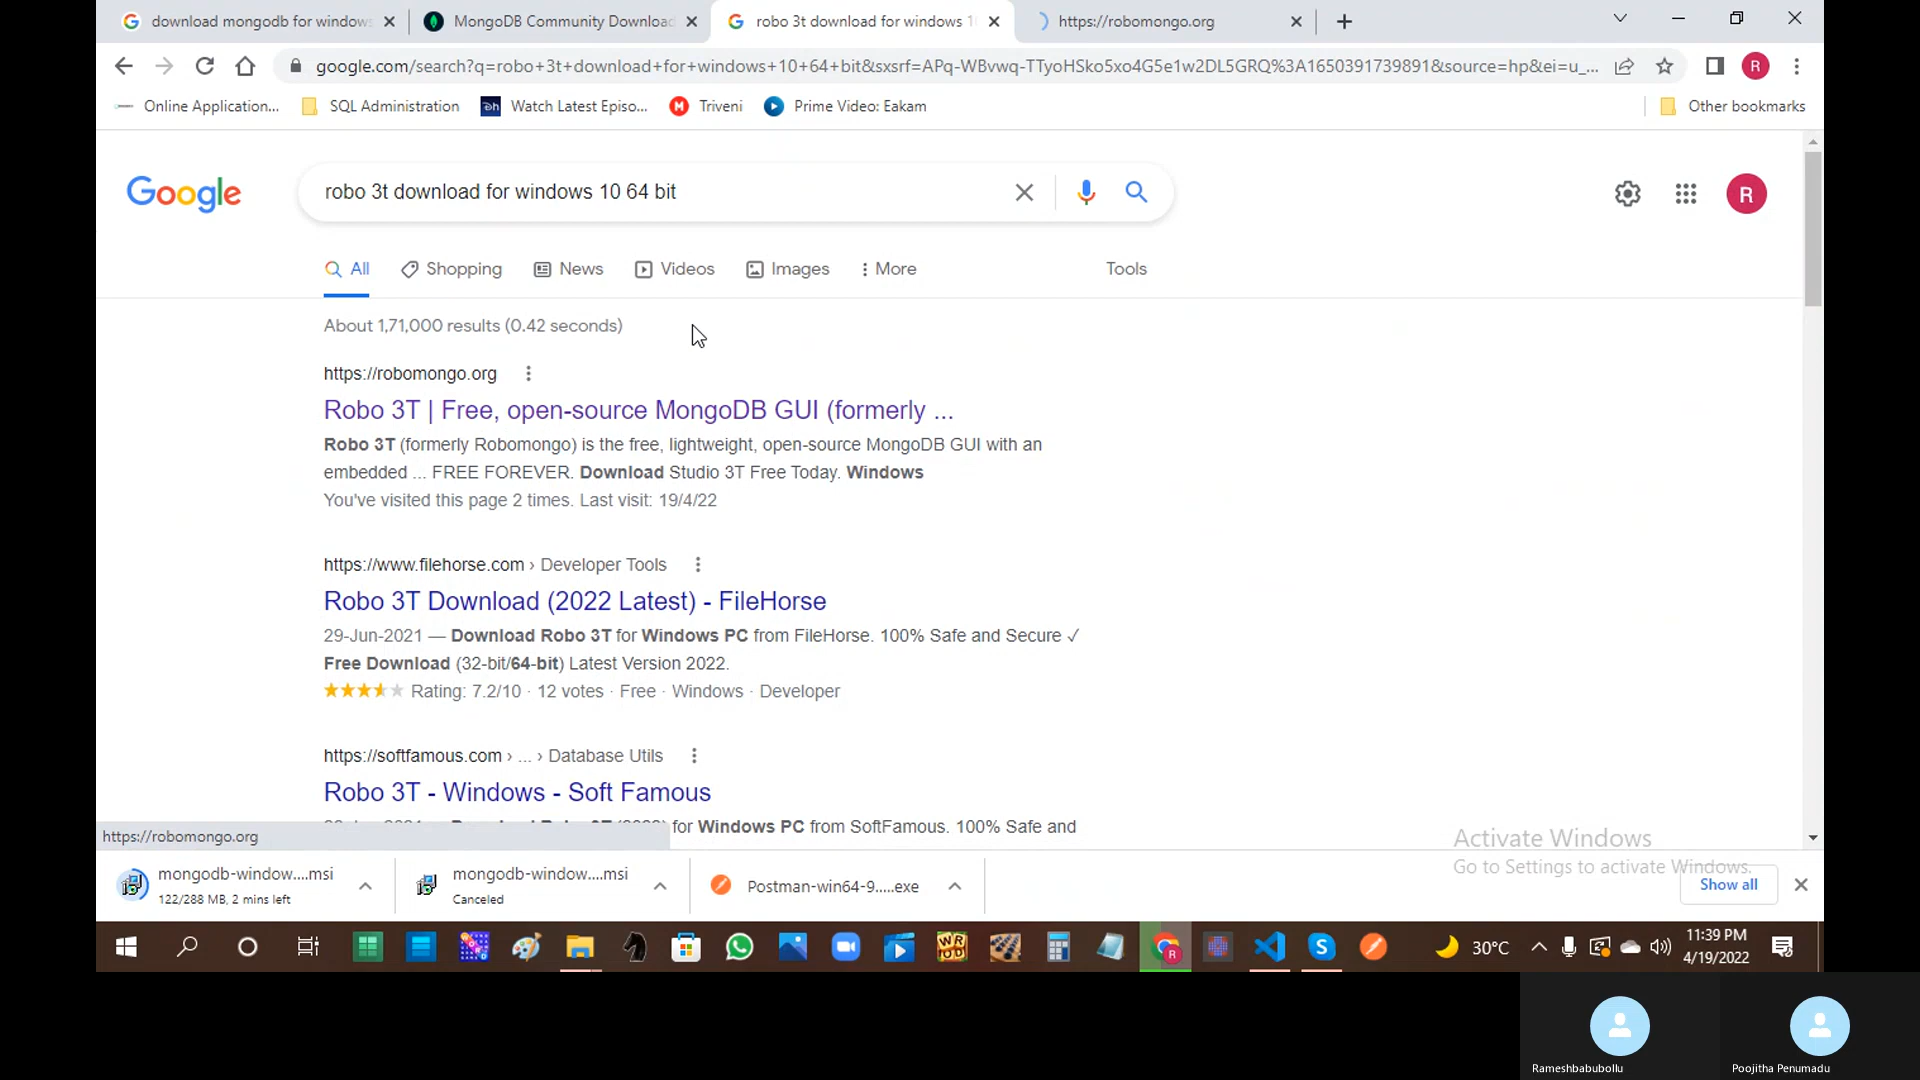 download mongodb for windows
MongoDB Community Download
robo 3t download for windows 1
https://robomongo.org
google.com/search?q=robo+3t+download+for+windows+10+64+bit&sxsrf=APq-WBvwq-TTyoHSko5xo4G5e1w2DL5GRQ%3A1650391739891&source=hp&ei=u_...
R
Online Application...
SQL Administration
Watch Latest Episo...
Triveni
Prime Video: Eakam
Other bookmarks
Google
robo 3t download for windows 10 64 bit
R
All
Shopping
News
Videos
Images
More
Tools
About 1,71,000 results (0.42 seconds)
https://robomongo.org
Robo 3T | Free, open-source MongoDB GUI (formerly ...
Robo 3T (formerly Robomongo) is the free, lightweight, open-source MongoDB GUI with an
embedded ... FREE FOREVER. Download Studio 3T Free Today. Windows
You've visited this page 2 times. Last visit: 19/4/22
https://www.filehorse.com › Developer Tools
Robo 3T Download (2022 Latest) - FileHorse
29-Jun-2021 — Download Robo 3T for Windows PC from FileHorse. 100% Safe and Secure ✓
Free Download (32-bit/64-bit) Latest Version 2022.
Rating: 7.2/10 · 12 votes · Free · Windows · Developer
https://softfamous.com › ... › Database Utils
Robo 3T - Windows - Soft Famous
for Windows PC from SoftFamous. 100% Safe and
https://robomongo.org
Activate Windows
Go to Settings to activate Windows.
mongodb-window....msi
122/288 MB, 2 mins left
mongodb-window....msi
Canceled
Postman-win64-9.....exe
Show all
30°C
11:39 PM
4/19/2022
Rameshbabubollu
Poojitha Penumadu